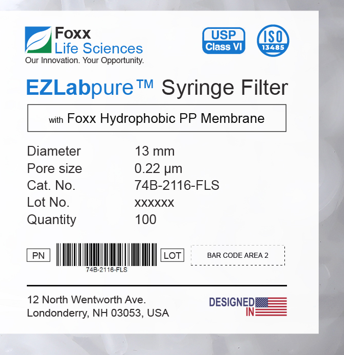 Foxx
Life Sciences
Our Innovation. Your Opportunity.
USP
Class VI
ISO
13485
EZLabpure™ Syringe Filter
with Foxx Hydrophobic PP Membrane
Diameter 13 mm
Pore size 0.22 µm
Cat. No. 74B-2116-FLS
Lot No. xxxxxx
Quantity 100
PN
74B-2116-FLS
LOT
BAR CODE AREA 2
12 North Wentworth Ave.
Londonderry, NH 03053, USA
DESIGNED
IN